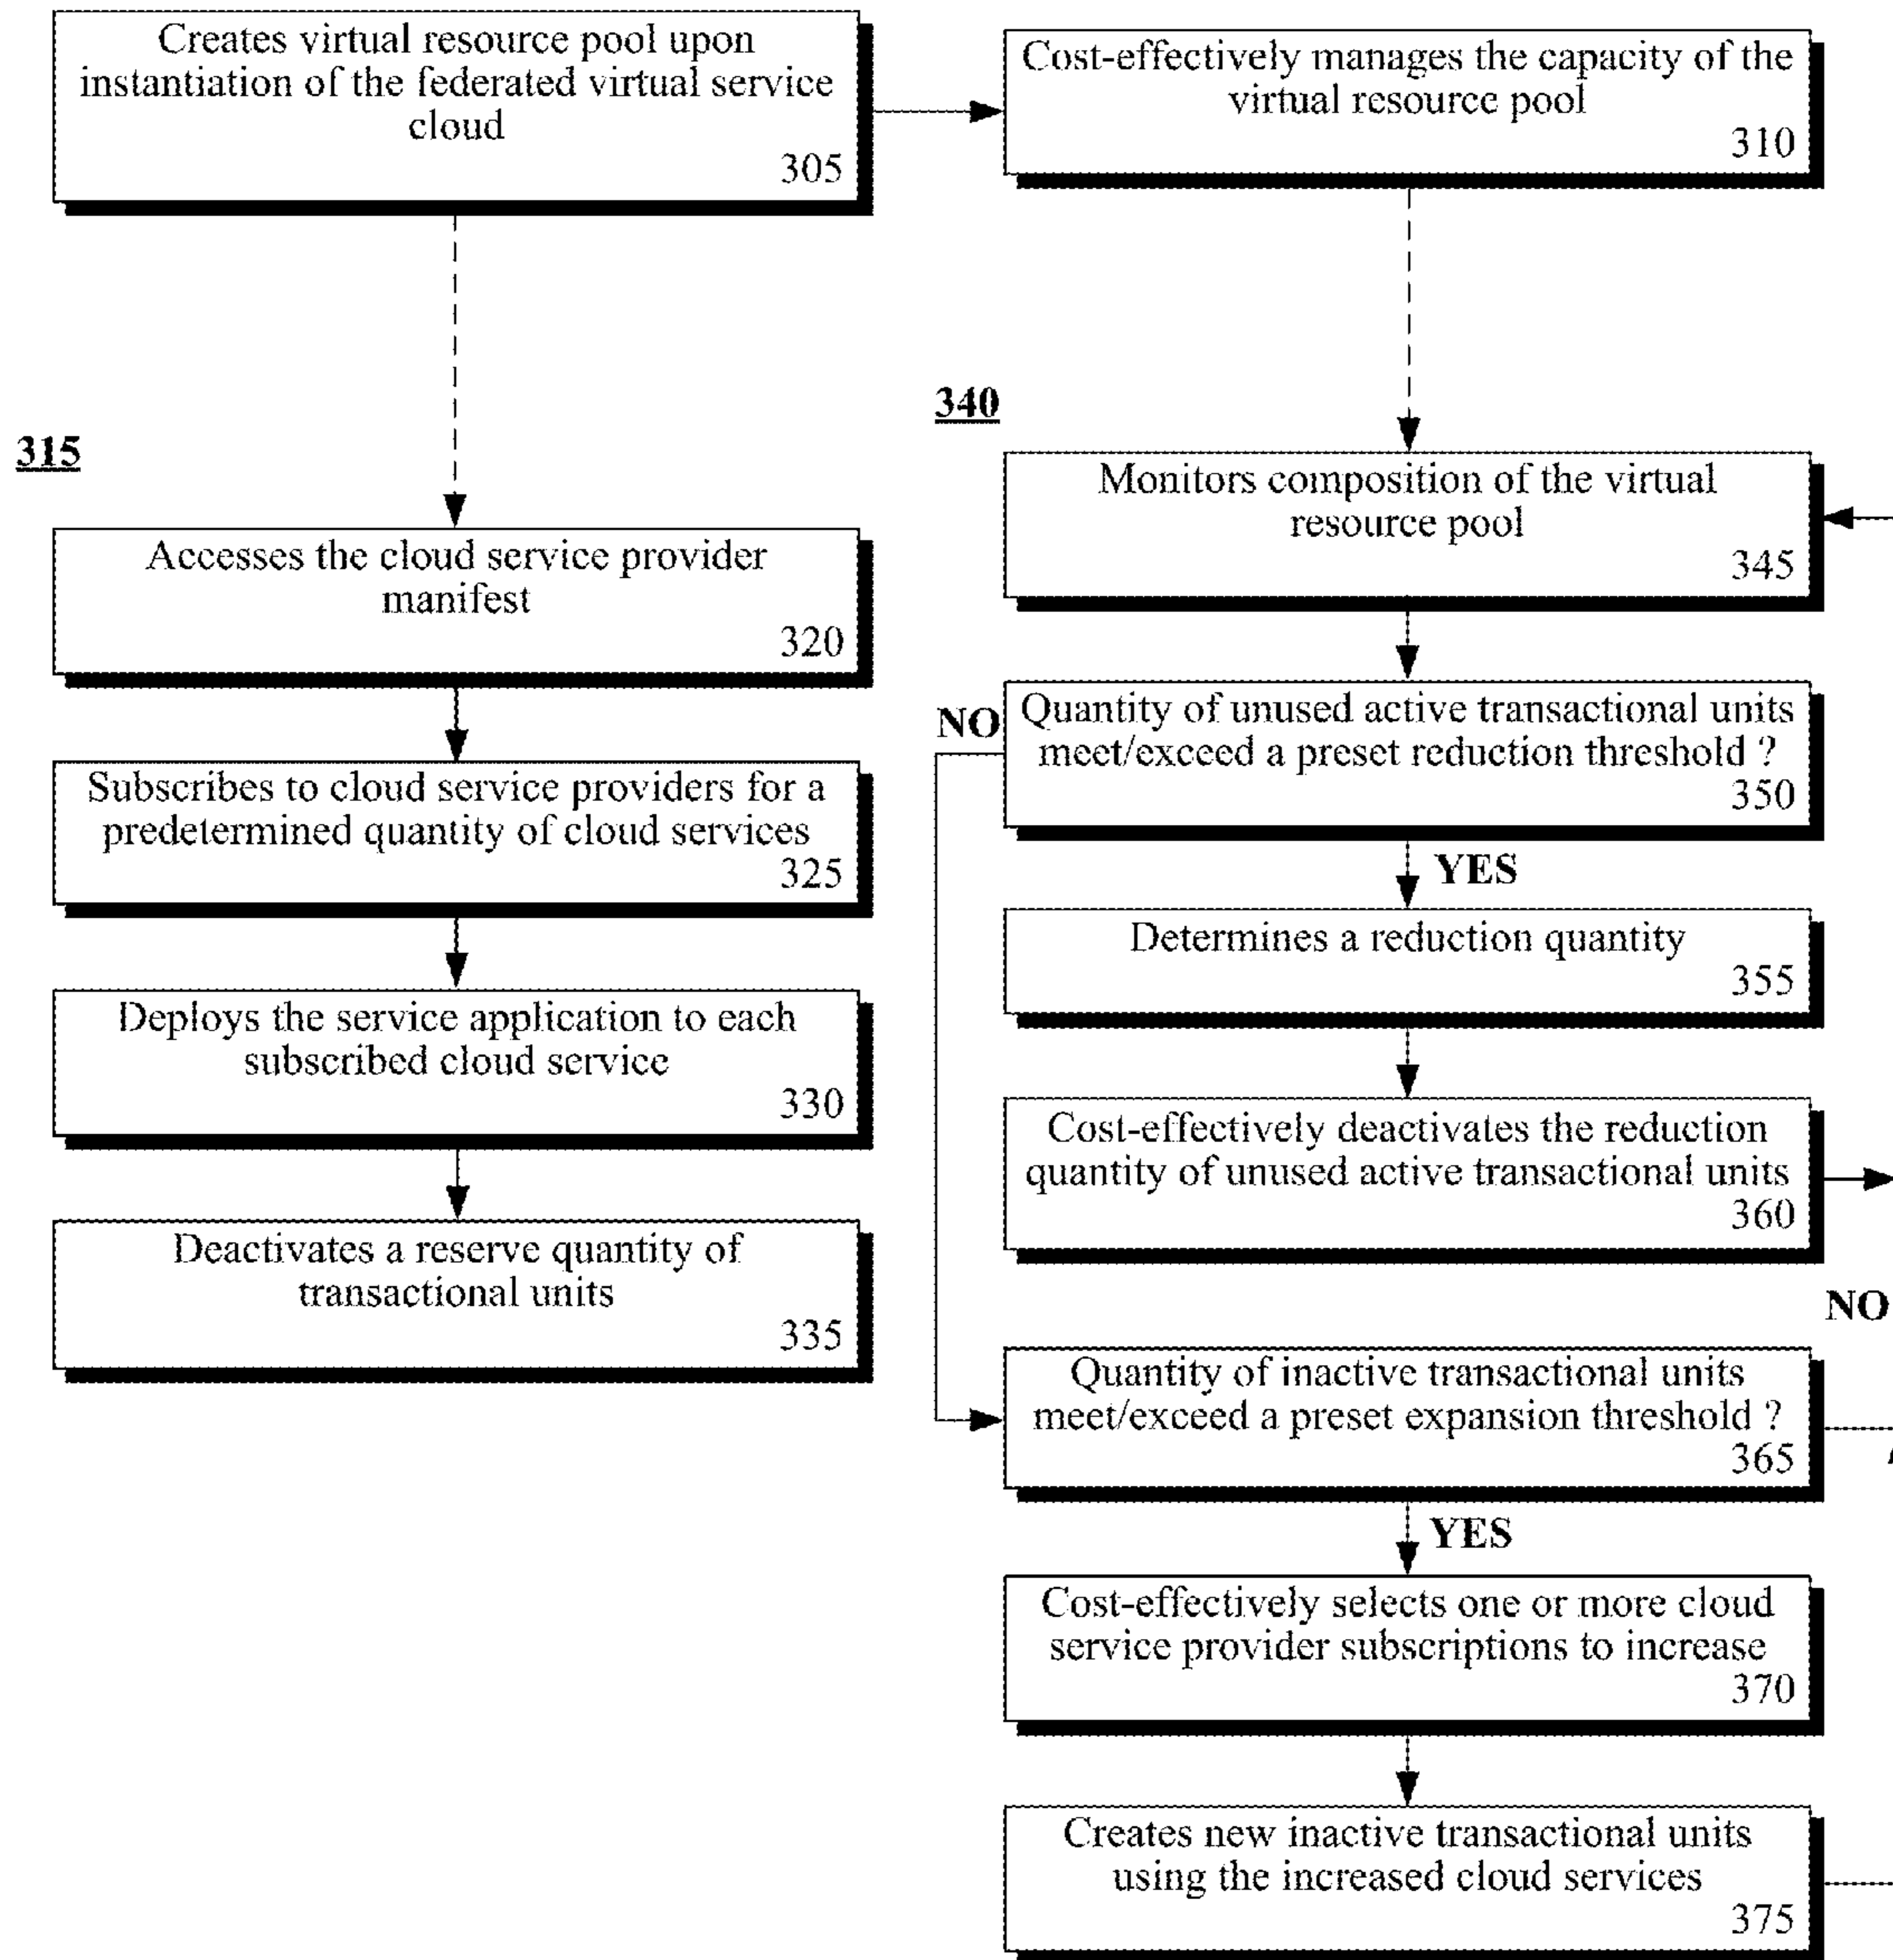 Creates virtual resource pool upon
instantiation of the federated virtual service
cloud
305
Cost-effectively manages the capacity of the
virtual resource pool
310
315
Accesses the cloud service provider
manifest
320
Subscribes to cloud service providers for a
predetermined quantity of cloud services
325
Deploys the service application to each
subscribed cloud service
330
Deactivates a reserve quantity of
transactional units
335
340
Monitors composition of the virtual
resource pool
345
NO
Quantity of unused active transactional units
meet/exceed a preset reduction threshold ?
350
YES
Determines a reduction quantity
355
Cost-effectively deactivates the reduction
quantity of unused active transactional units
360
NO
Quantity of inactive transactional units
meet/exceed a preset expansion threshold ?
365
YES
Cost-effectively selects one or more cloud
service provider subscriptions to increase
370
Creates new inactive transactional units
using the increased cloud services
375